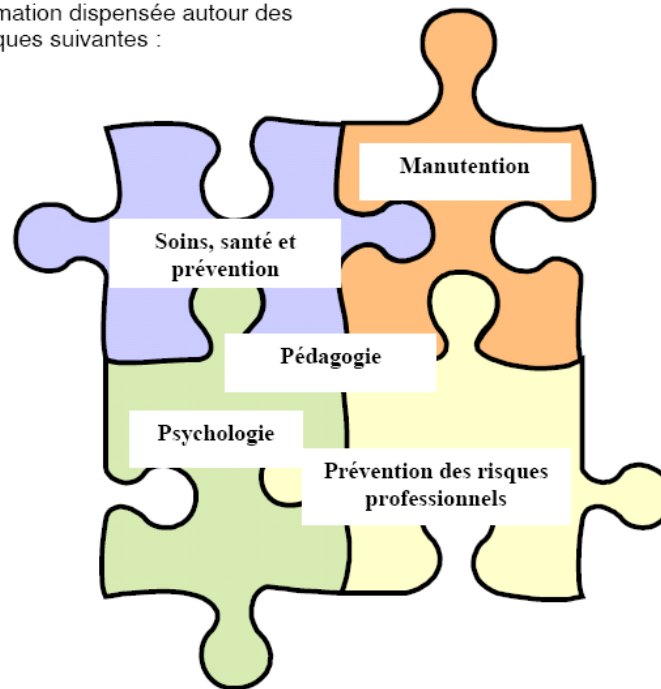 mation dispensée autour des
ques suivantes :
Manutention
Soins, santé et
prévention
Pédagogie
Psychologie
Prévention des risques
professionnels